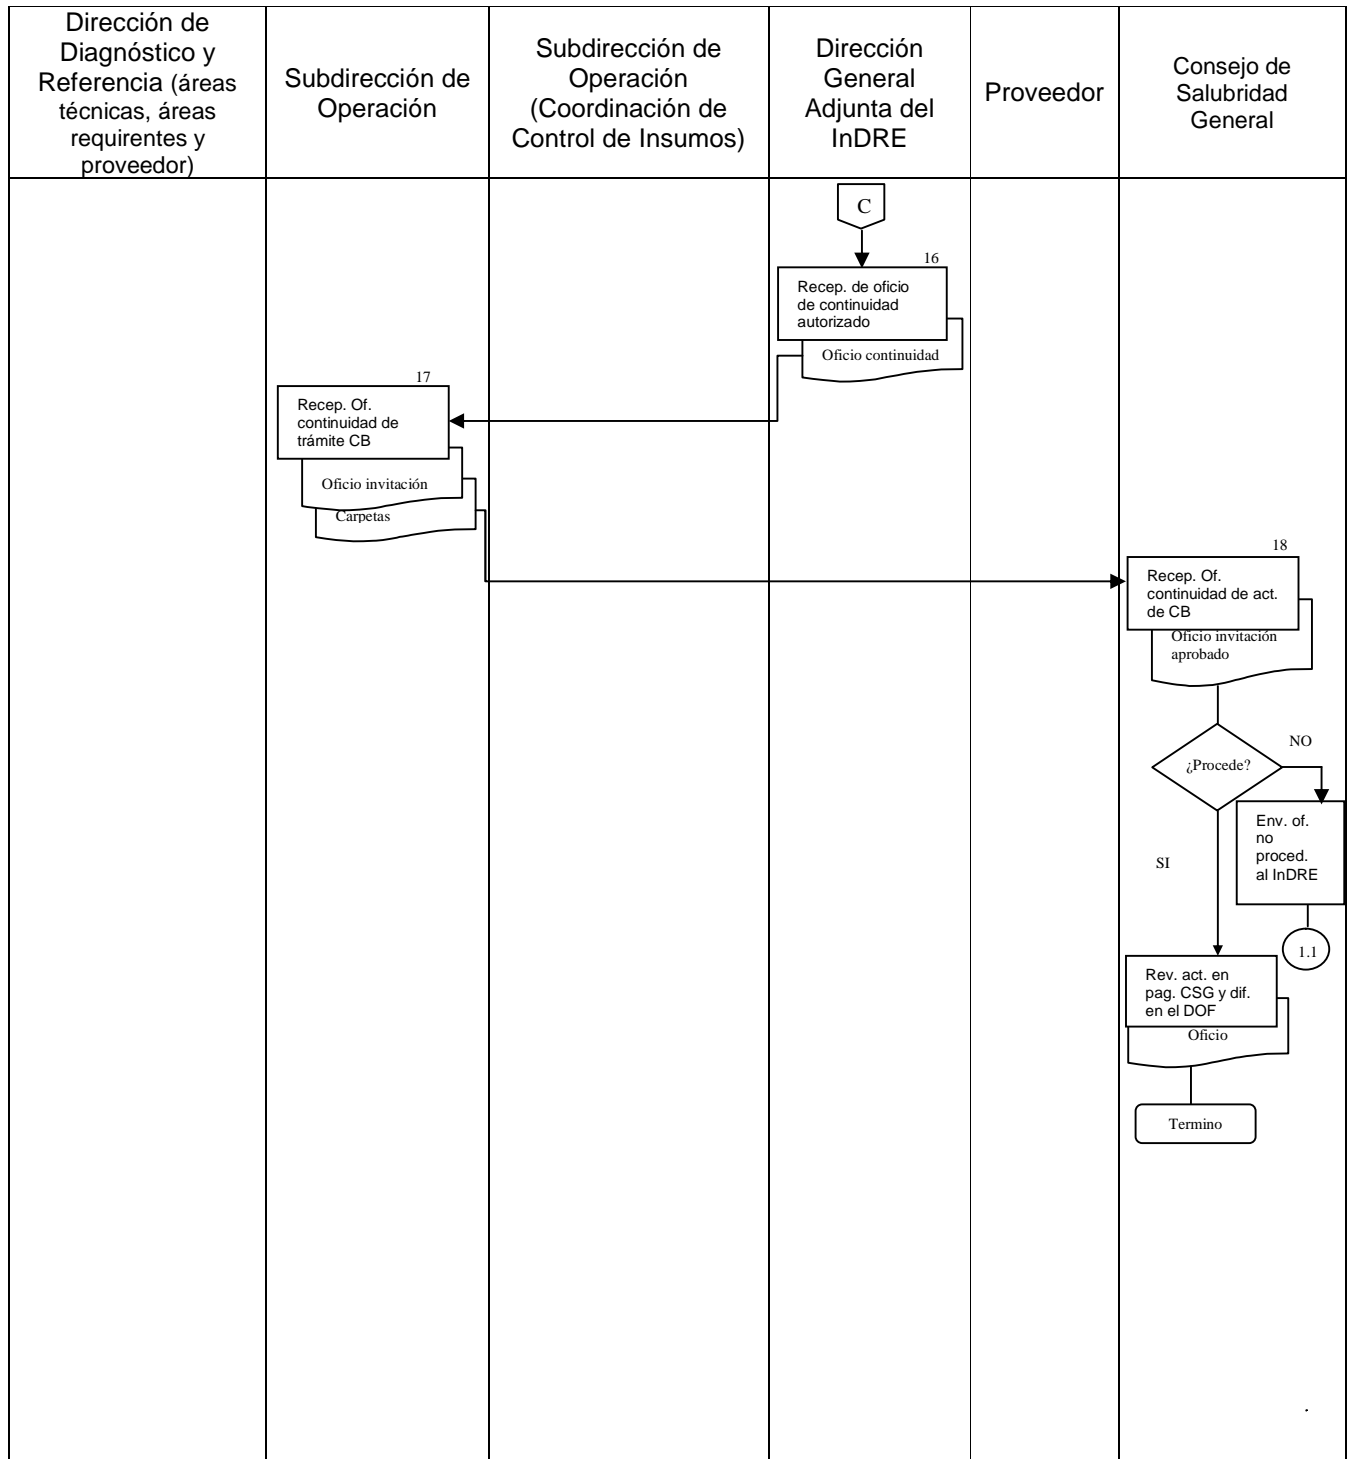 Dirección de
Diagnóstico y
Referencia (áreas
técnicas, áreas
requirentes y
proveedor)
Subdirección de
Operación
Subdirección de
Operación
(Coordinación de
Control de Insumos)
Dirección
General
Adjunta del
InDRE
Proveedor
Consejo de
Salubridad
General
C
16
Recep. de oficio
de continuidad
autorizado
Oficio continuidad
17
Recep. Of.
continuidad de
trámite CB
Oficio invitación
Carpetas
18
Recep. Of.
continuidad de act.
de CB
Oficio invitación
aprobado
¿Procede?
NO
Env. of.
no
proced.
al InDRE
SI
1.1
Rev. act. en
pag. CSG y dif.
en el DOF
Oficio
Termino
.